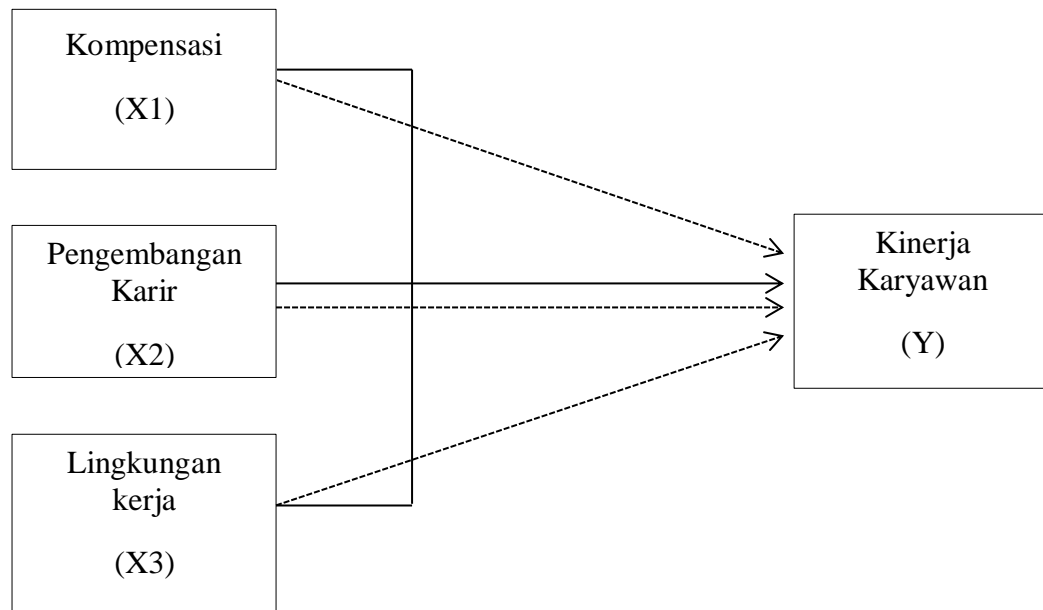 Kompensasi
(X1)
Pengembangan
Karir
(X2)
Lingkungan
kerja
(X3)
Kinerja
Karyawan
(Y)